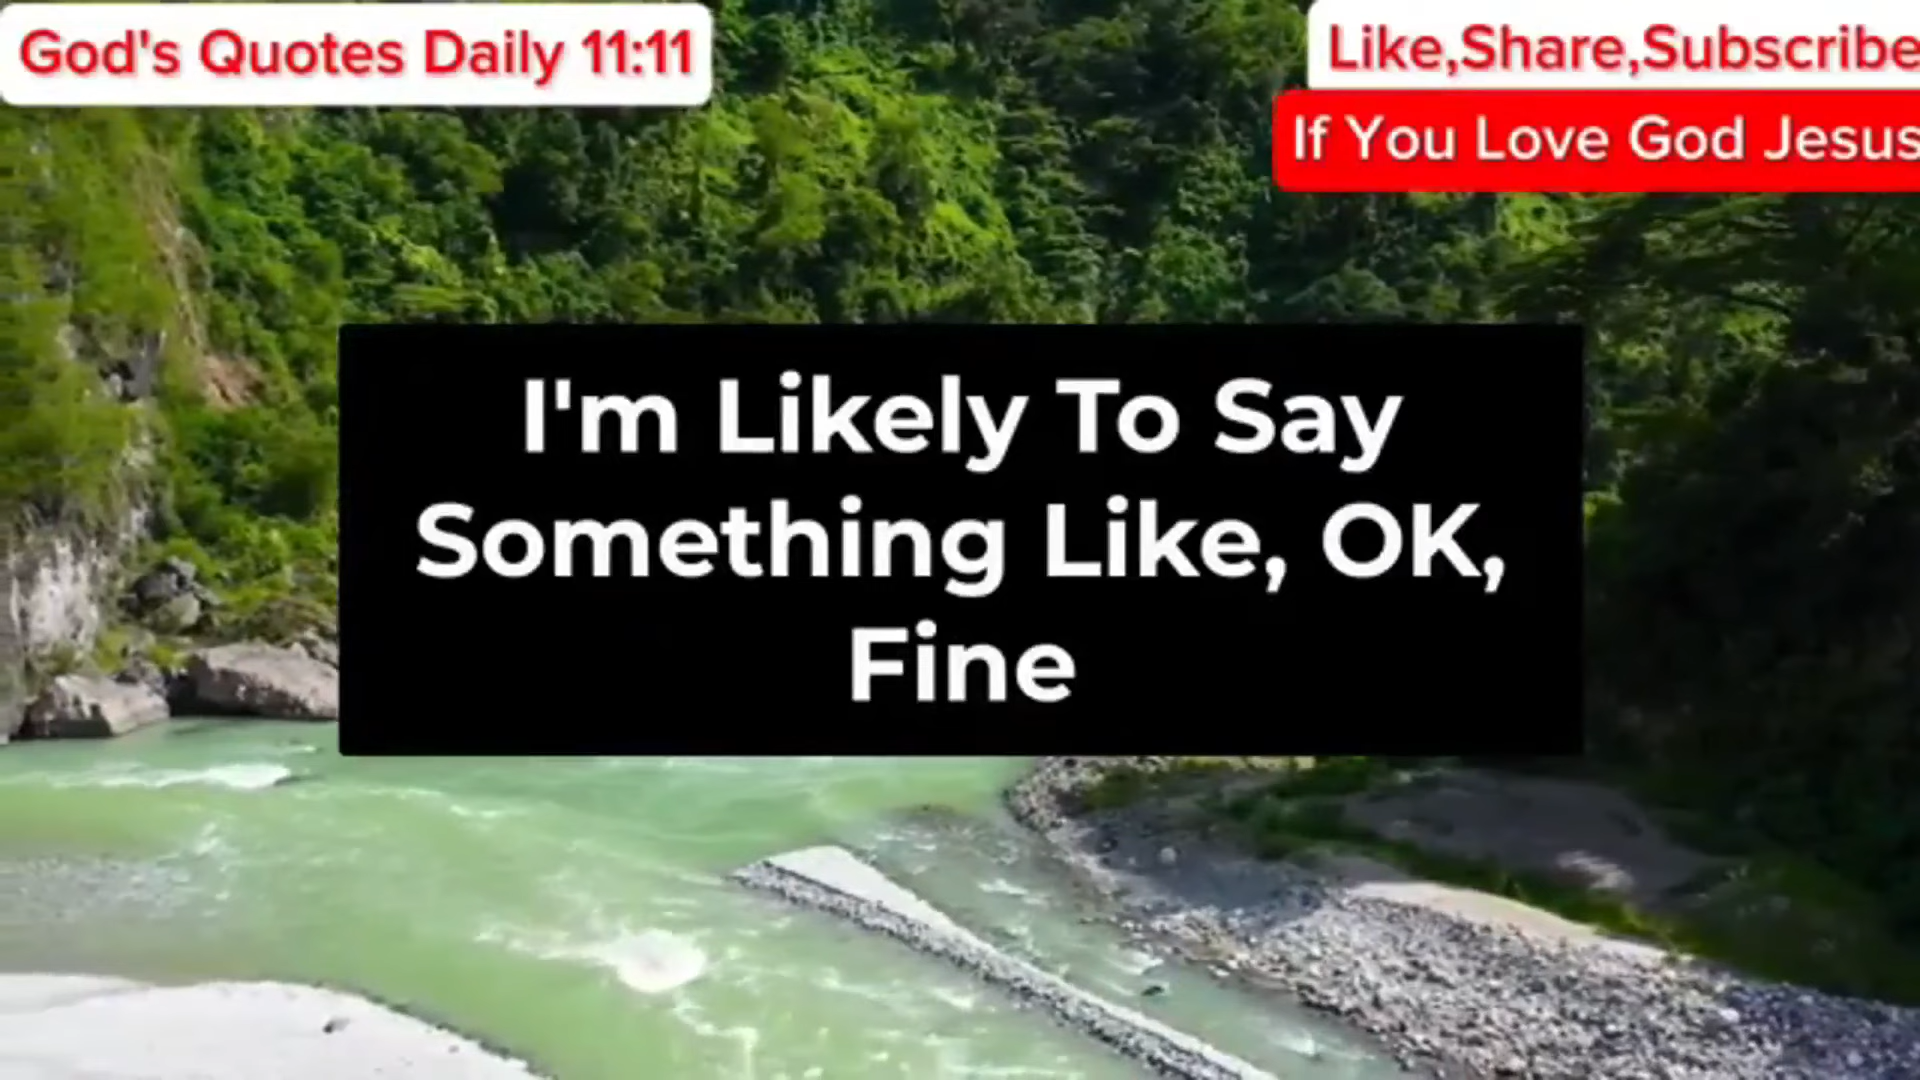 God's Quotes Daily 11:11
Like,Share,Subscribe
If You Love God Jesus
I'm Likely To Say
Something Like, OK,
Fine